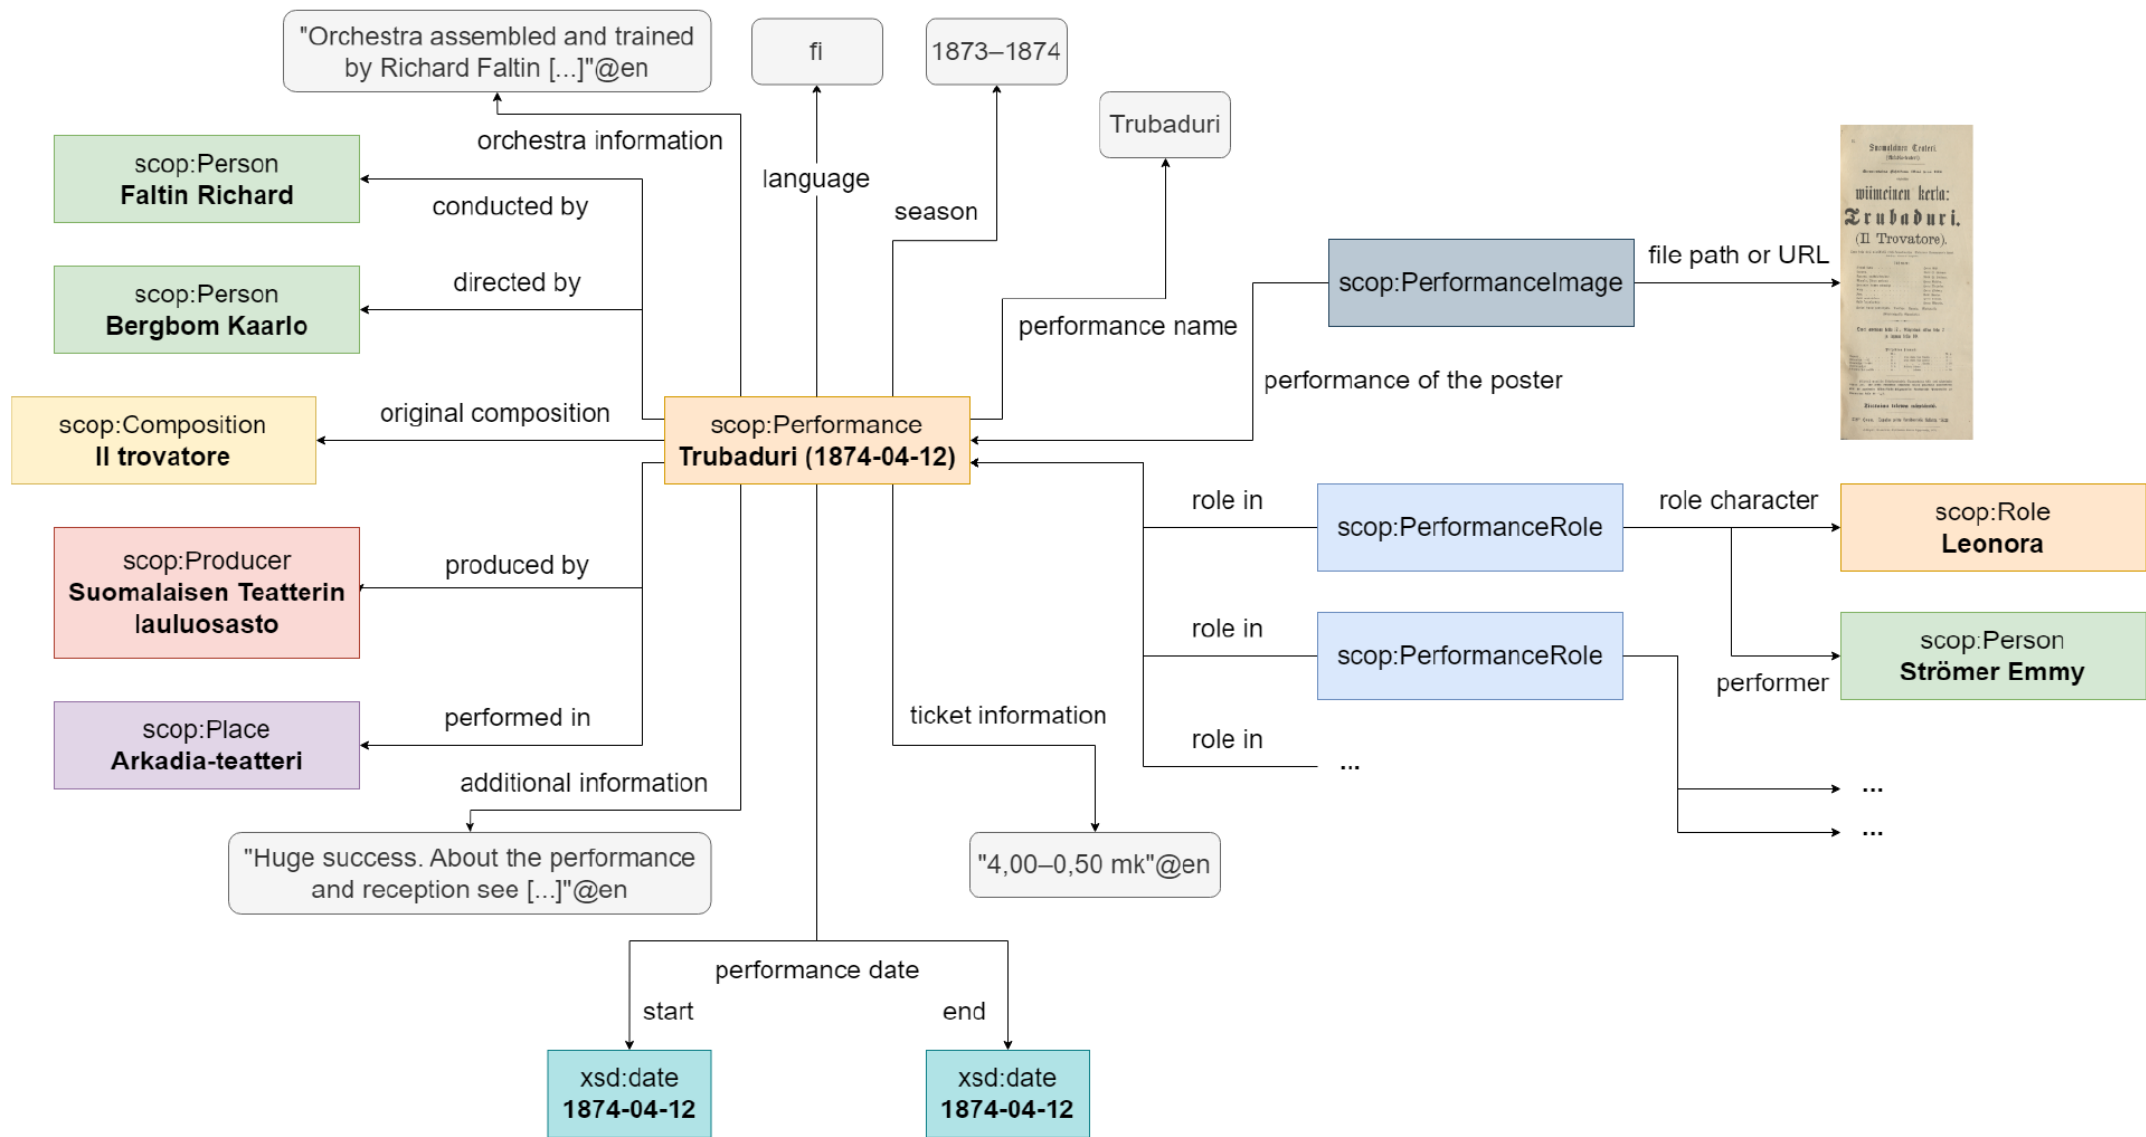 "Orchestra assembled and trained
by Richard Faltin [...]"@en
fi
1873–1874
Trubaduri
orchestra information
language
season
performance name
scop:Person
Faltin Richard
conducted by
scop:Person
Bergbom Kaarlo
directed by
scop:Composition
Il trovatore
original composition
scop:Performance
Trubaduri (1874-04-12)
scop:PerformanceImage
file path or URL
performance of the poster
Suomalainen Teateri.
wiimeinen kerta:
Trubaduri.
(Il Trovatore).
scop:Producer
Suomalaisen Teatterin
lauluosasto
produced by
role in
scop:PerformanceRole
role character
scop:Role
Leonora
role in
scop:PerformanceRole
performer
scop:Person
Strömer Emmy
role in
...
...
...
scop:Place
Arkadia-teatteri
performed in
additional information
ticket information
"Huge success. About the performance
and reception see [...]"@en
"4,00–0,50 mk"@en
performance date
start
end
xsd:date
1874-04-12
xsd:date
1874-04-12